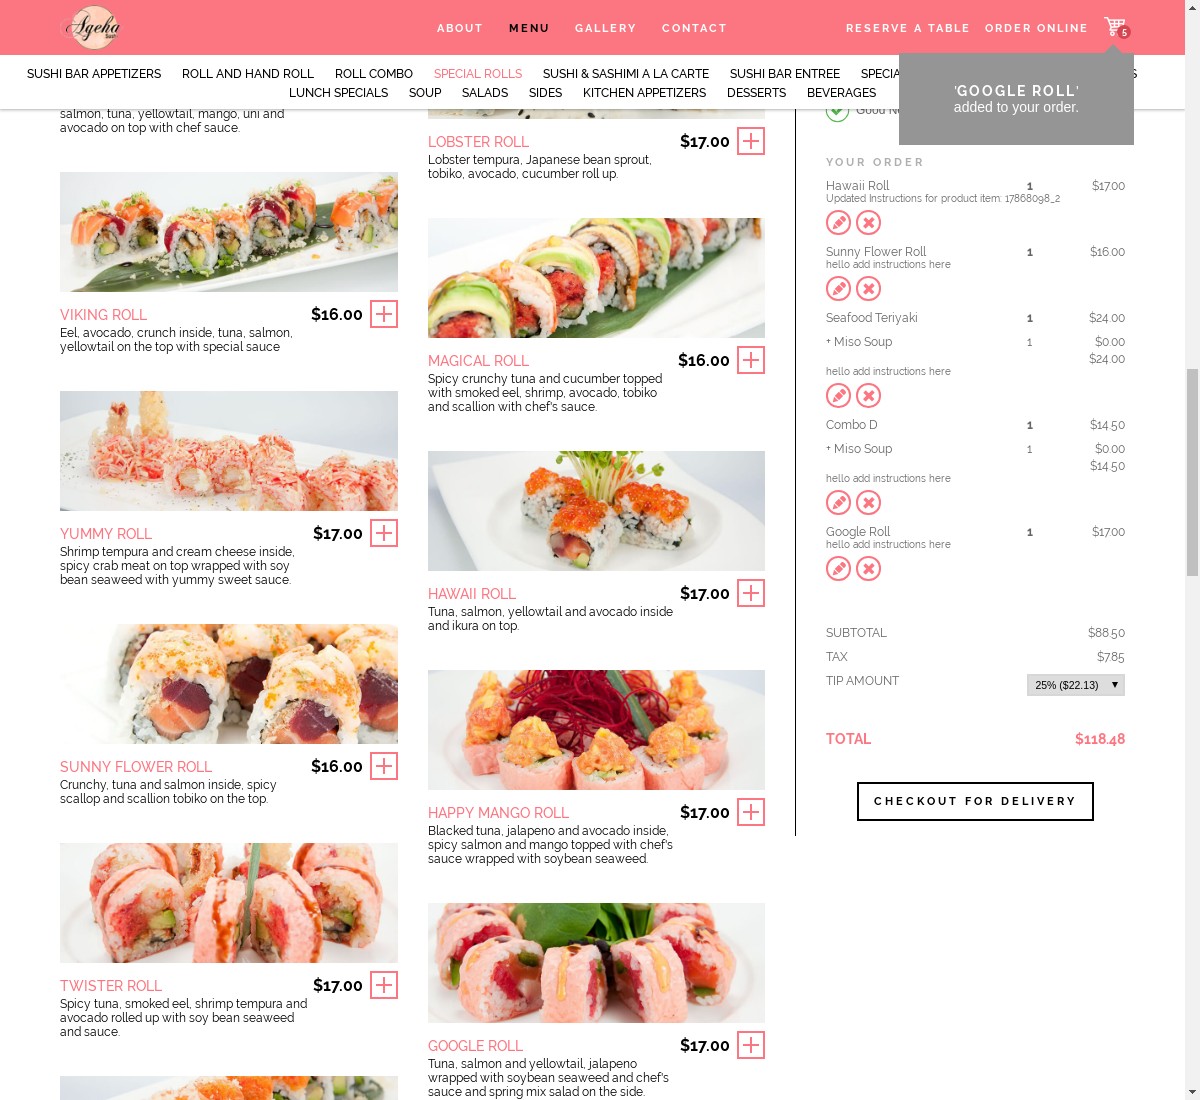 Ageha
Sushi
ABOUT
MENU
GALLERY
CONTACT
RESERVE A TABLE
ORDER ONLINE
5
SUSHI BAR APPETIZERS
ROLL AND HAND ROLL
ROLL COMBO
SPECIAL ROLLS
SUSHI & SASHIMI A LA CARTE
SUSHI BAR ENTREE
LUNCH SPECIALS
SOUP
SALADS
SIDES
KITCHEN APPETIZERS
DESSERTS
BEVERAGES
'GOOGLE ROLL'
added to your order.
salmon, tuna, yellowtail, mango, uni and
avocado on top with chef sauce.
VIKING ROLL
$16.00
Eel, avocado, crunch inside, tuna, salmon,
yellowtail on the top with special sauce
YUMMY ROLL
$17.00
Shrimp tempura and cream cheese inside,
spicy crab meat on top wrapped with soy
bean seaweed with yummy sweet sauce.
SUNNY FLOWER ROLL
$16.00
Crunchy, tuna and salmon inside, spicy
scallop and scallion tobiko on the top.
TWISTER ROLL
$17.00
Spicy tuna, smoked eel, shrimp tempura and
avocado rolled up with soy bean seaweed
and sauce.
LOBSTER ROLL
$17.00
Lobster tempura, Japanese bean sprout,
tobiko, avocado, cucumber roll up.
MAGICAL ROLL
$16.00
Spicy crunchy tuna and cucumber topped
with smoked eel, shrimp, avocado, tobiko
and scallion with chef's sauce.
HAWAII ROLL
$17.00
Tuna, salmon, yellowtail and avocado inside
and ikura on top.
HAPPY MANGO ROLL
$17.00
Blacked tuna, jalapeno and avocado inside,
spicy salmon and mango topped with chef's
sauce wrapped with soybean seaweed.
GOOGLE ROLL
$17.00
Tuna, salmon and yellowtail, jalapeno
wrapped with soybean seaweed and chef's
sauce and spring mix salad on the side.
YOUR ORDER
Hawaii Roll 1 $17.00
Updated Instructions for product item: 17868098_2
Sunny Flower Roll 1 $16.00
hello add instructions here
Seafood Teriyaki 1 $24.00
+ Miso Soup 1 $0.00
$24.00
hello add instructions here
Combo D 1 $14.50
+ Miso Soup 1 $0.00
$14.50
hello add instructions here
Google Roll 1 $17.00
hello add instructions here
SUBTOTAL $88.50
TAX $7.85
TIP AMOUNT 25% ($22.13)
TOTAL $118.48
CHECKOUT FOR DELIVERY